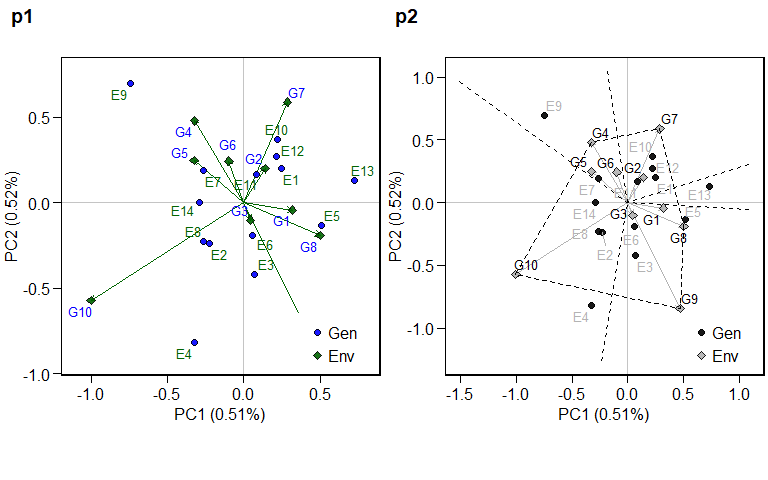 p1
p2
G7
E9
G4
G6
E10
G5
G2
E12
E7
E11
E1
E13
E14
G3
G1
E5
E8
E2
E6
G8
E3
G10
E4
Gen
Env
0.5
0.0
-0.5
-1.0
-1.0
-0.5
0.0
0.5
PC2 (0.52%)
PC1 (0.51%)
E9
G4
G7
E10
G5
G6
G2
E12
E7
E1
E13
E14
G3
G1
E5
E8
E2
E6
G8
G10
E3
G9
E4
Gen
Env
1.0
0.5
0.0
-0.5
-1.0
-1.5
-1.0
-0.5
0.0
0.5
1.0
PC2 (0.52%)
PC1 (0.51%)